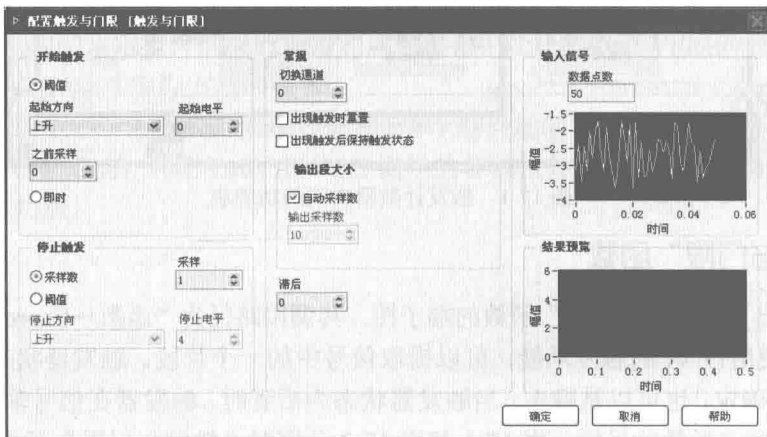 配置触发与门限 [触发与门限]
开始触发
阈值
起始方向
起始电平
上升
0
之前采样
0
即时
停止触发
采样数
采样
1
阈值
停止方向
停止电平
上升
4
常规
切换通道
0
出现触发时重置
出现触发后保持触发状态
输出段大小
自动采样数
输出采样数
10
滞后
0
输入信号
数据点数
50
幅值
-1.5
-2
-2.5
-3
-3.5
-4
0
0.02
0.04
0.06
时间
结果预览
幅值
6
4
2
0
0
0.1
0.2
0.3
0.4
0.5
时间
确定
取消
帮助